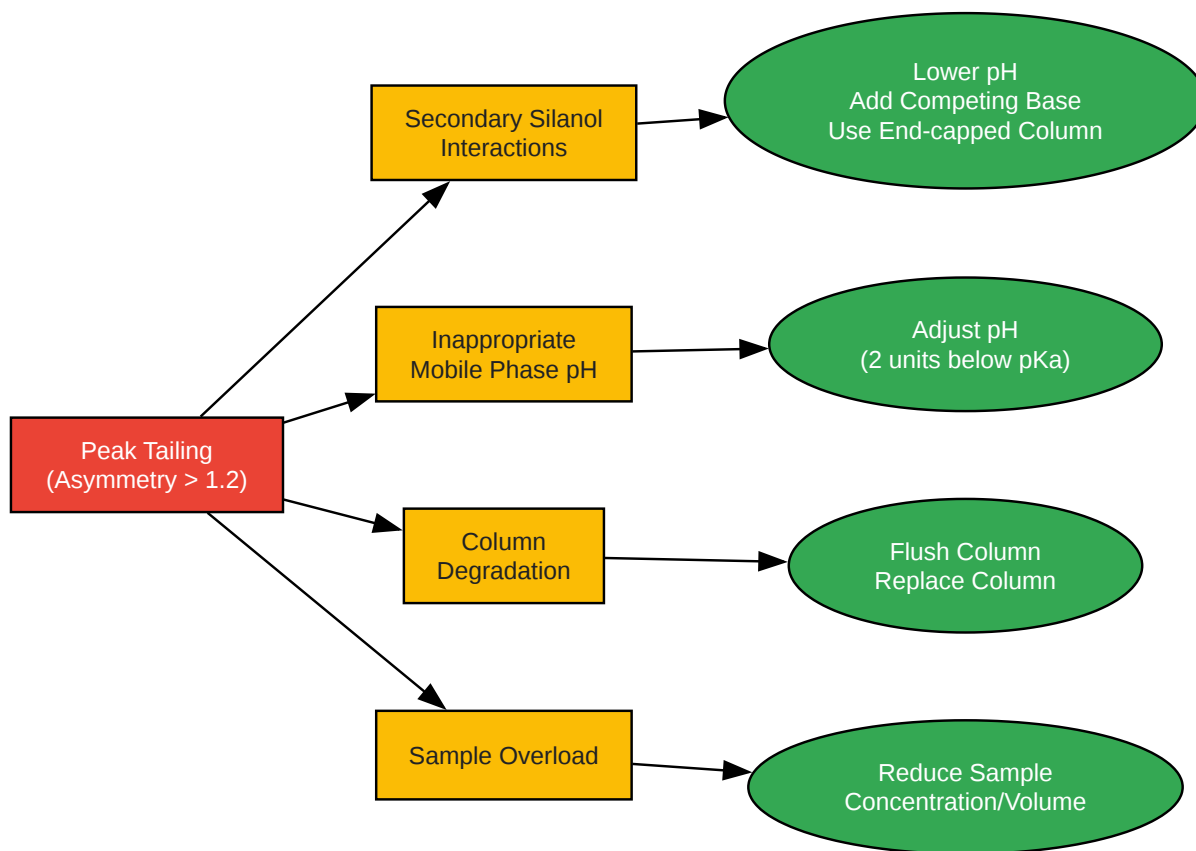 Peak Tailing
(Asymmetry > 1.2)
Secondary Silanol
Interactions
Lower pH
Add Competing Base
Use End-capped Column
Inappropriate
Mobile Phase pH
Adjust pH
(2 units below pKa)
Column
Degradation
Flush Column
Replace Column
Sample Overload
Reduce Sample
Concentration/Volume